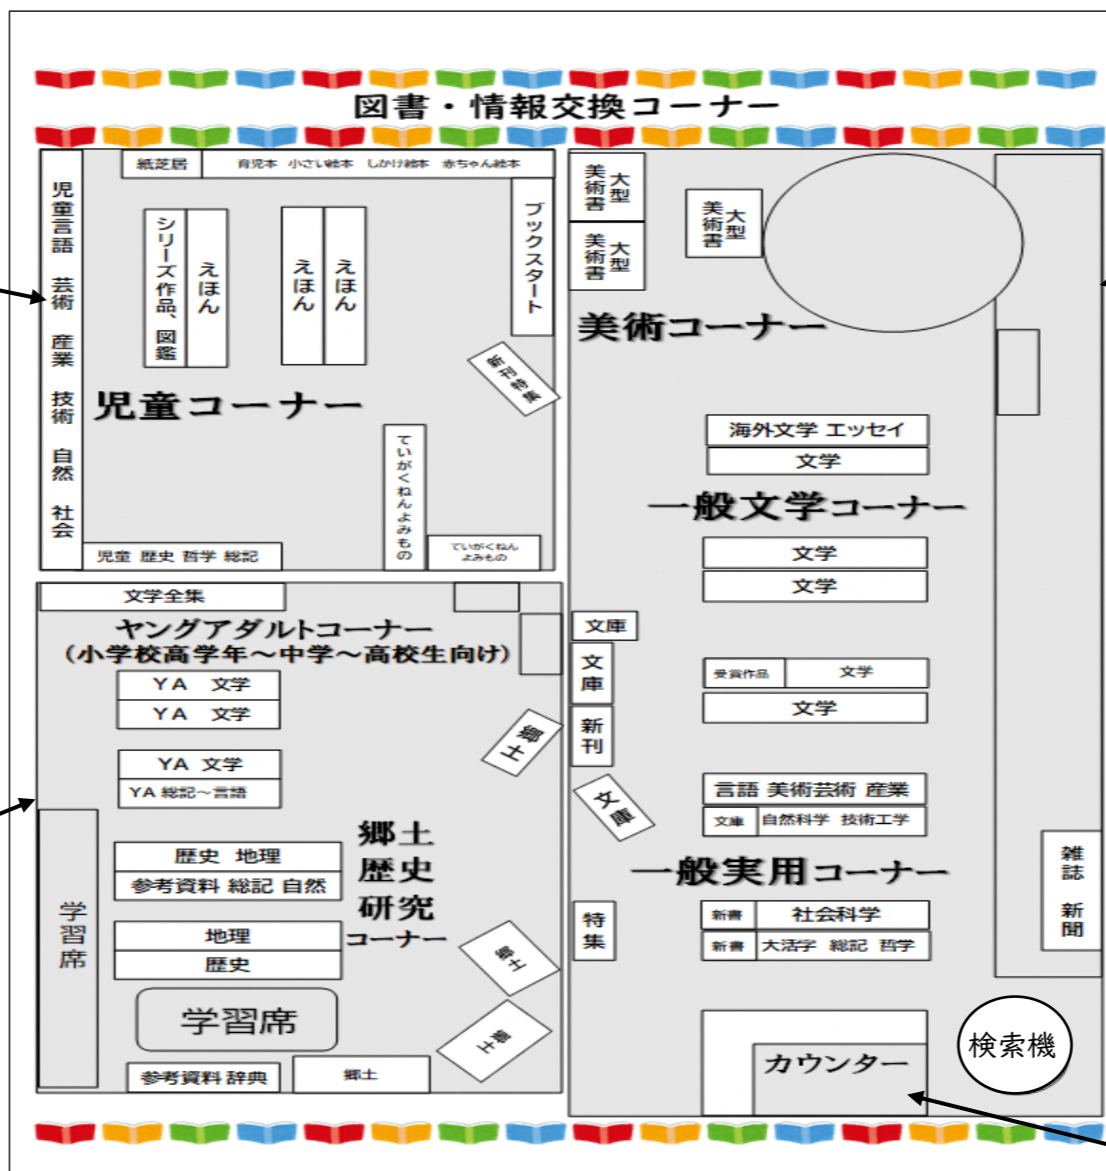 図書・情報交換コーナー
紙芝居
育児本 小さい絵本 しかけ絵本 赤ちゃん絵本
児童言語 芸術 産業 技術 自然 社会
シリーズ作品、図鑑
えほん
えほん
えほん
ブックスタート
新刊特集
児童コーナー
ていがくねんよみもの
ていがくねん
よみもの
児童 歴史 哲学 総記
大型
美術書
大型
美術書
大型
美術書
美術コーナー
海外文学 エッセイ
文学
一般文学コーナー
文学
文学
受賞作品
文学
文学
文庫
文庫
新刊
文庫
言語 美術芸術 産業
文庫
自然科学 技術工学
一般実用コーナー
特集
新書
社会科学
新書
大活字 総記 哲学
雑誌 新聞
カウンター
検索機
文学全集
ヤングアダルトコーナー
(小学校高学年～中学～高校生向け)
YA 文学
YA 文学
YA 文学
YA 総記～言語
郷土
郷土
歴史
研究
コーナー
歴史 地理
参考資料 総記 自然
地理
歴史
学習席
学習席
郷土
郷土
参考資料 辞典
郷土